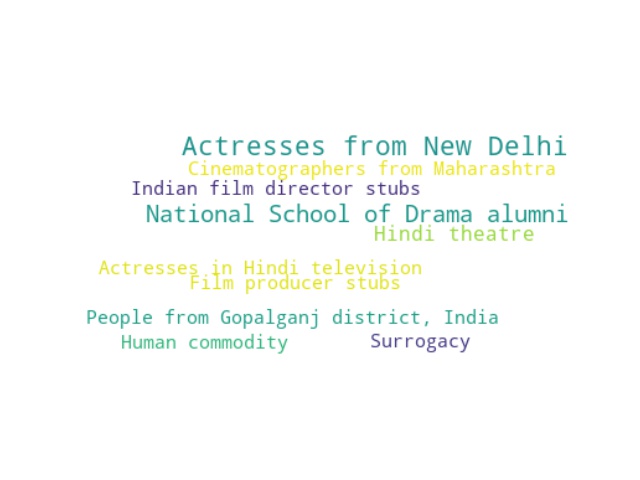 Actresses from New Delhi
Cinematographers from Maharashtra
Indian film director stubs
National School of Drama alumni
Hindi theatre
Actresses in Hindi television
Film producer stubs
People from Gopalganj district, India
Human commodity
Surrogacy